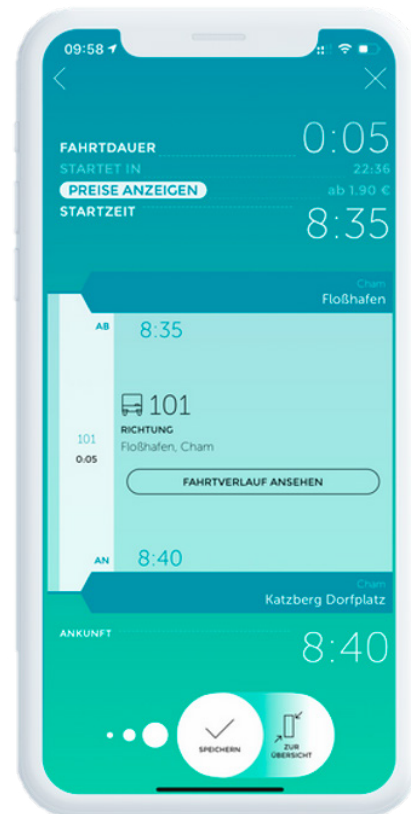 09:58
FAHRTDAUER 0:05
STARTET IN 22:36
PREISE ANZEIGEN ab 1.90 €
STARTZEIT 8:35
Cham
Floßhafen
AB 8:35
101
RICHTUNG
Floßhafen, Cham
101
0:05
FAHRTVERLAUF ANSEHEN
AN 8:40
Cham
Katzberg Dorfplatz
ANKUNFT 8:40
SPEICHERN
ZUR
ÜBERSICHT